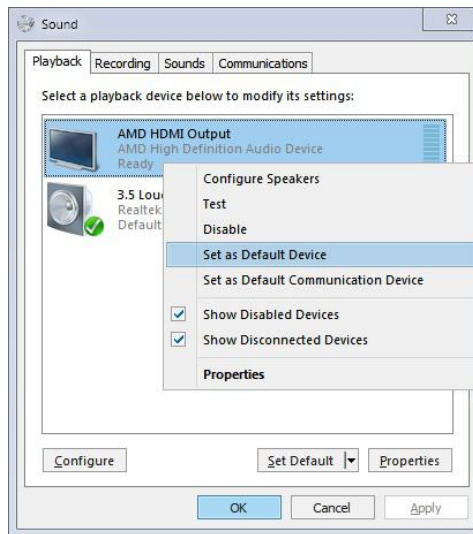 Sound
Playback Recording Sounds Communications
Select a playback device below to modify its settings:
AMD HDMI Output
AMD High Definition Audio Device
Ready
3.5
Realtek
Default
Configure Speakers
Test
Disable
Set as Default Device
Set as Default Communication Device
Show Disabled Devices
Show Disconnected Devices
Properties
Configure Set Default Properties
OK Cancel Apply